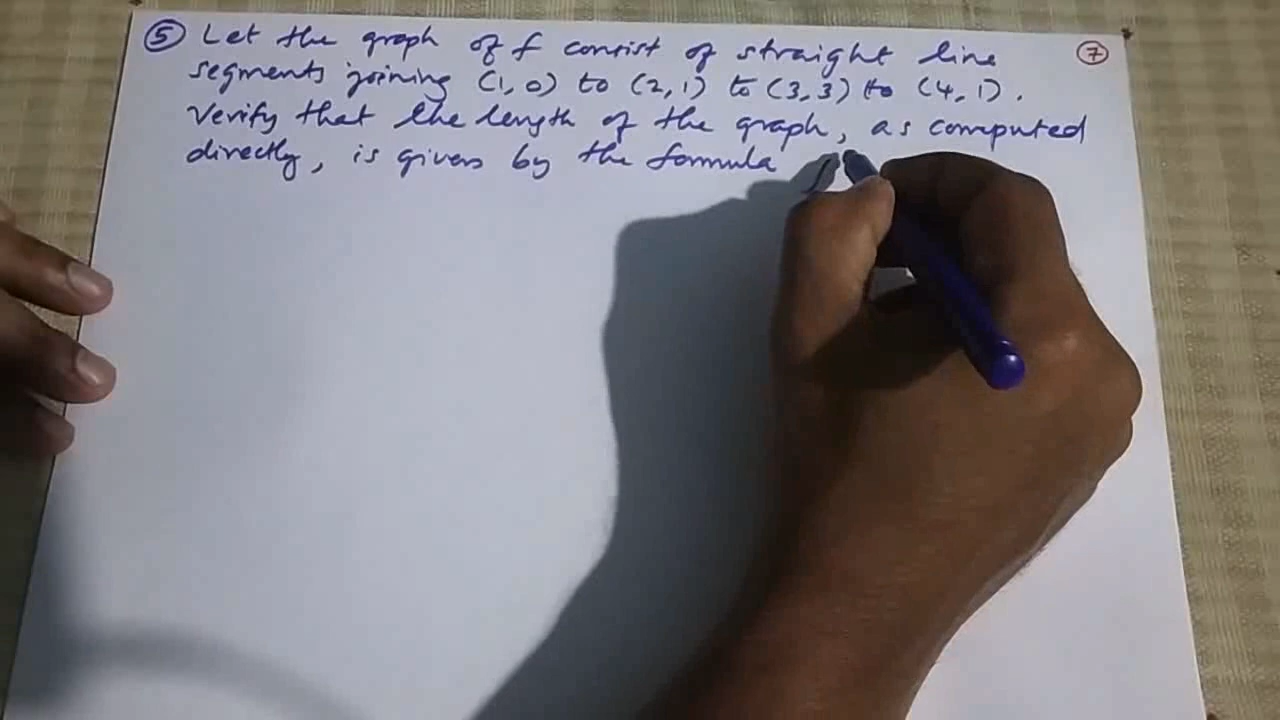 ⑤ Let the graph of f consist of straight line ⑦
segments joining (1, 0) to (2, 1) to (3, 3) to (4, 1).
Verify that the length of the graph, as computed
directly, is given by the formula